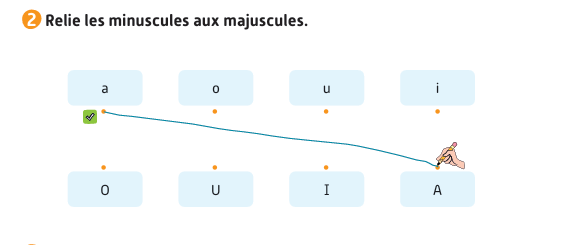 2 Relie les minuscules aux majuscules.
a o u i
O U I A